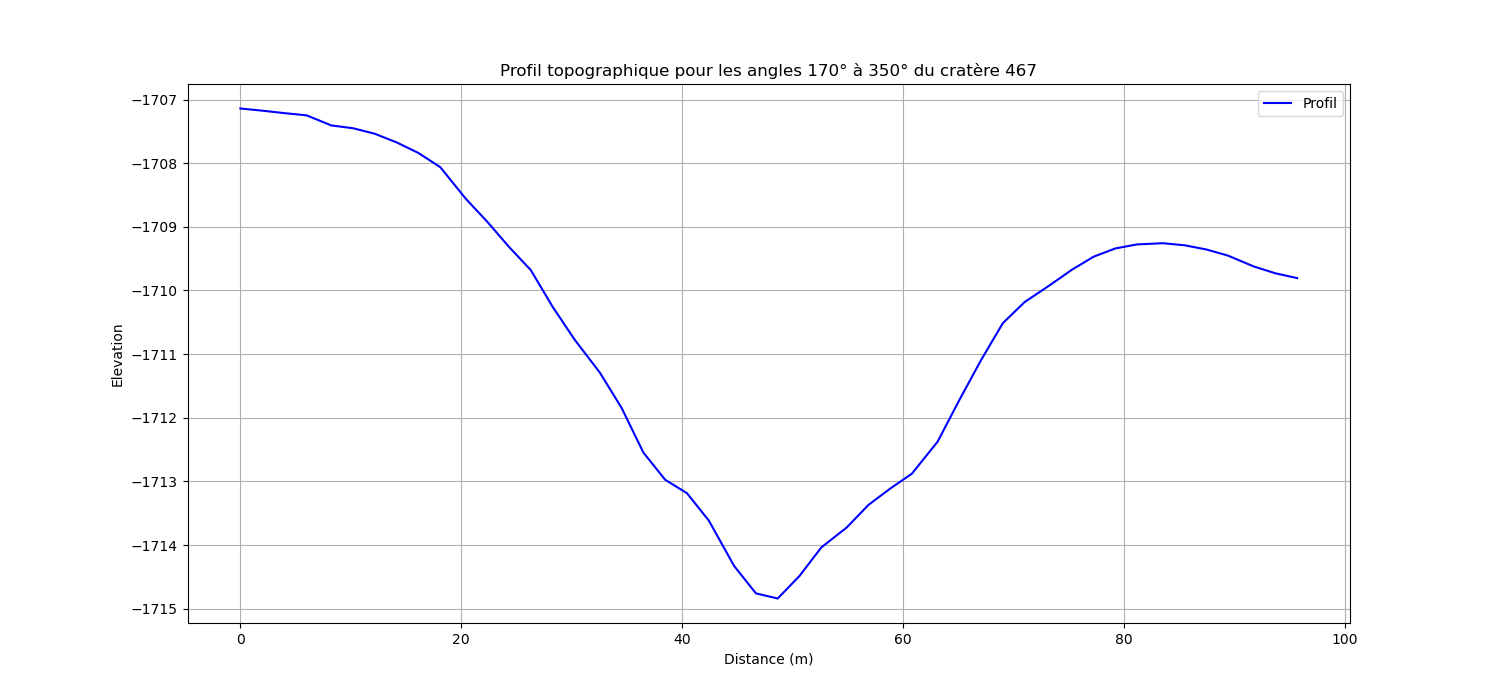 Profil topographique pour les angles 170° à 350° du cratère 467
Profil
−1707
−1708
−1709
−1710
−1711
−1712
−1713
−1714
−1715
Elevation
0 20 40 60 80 100
Distance (m)